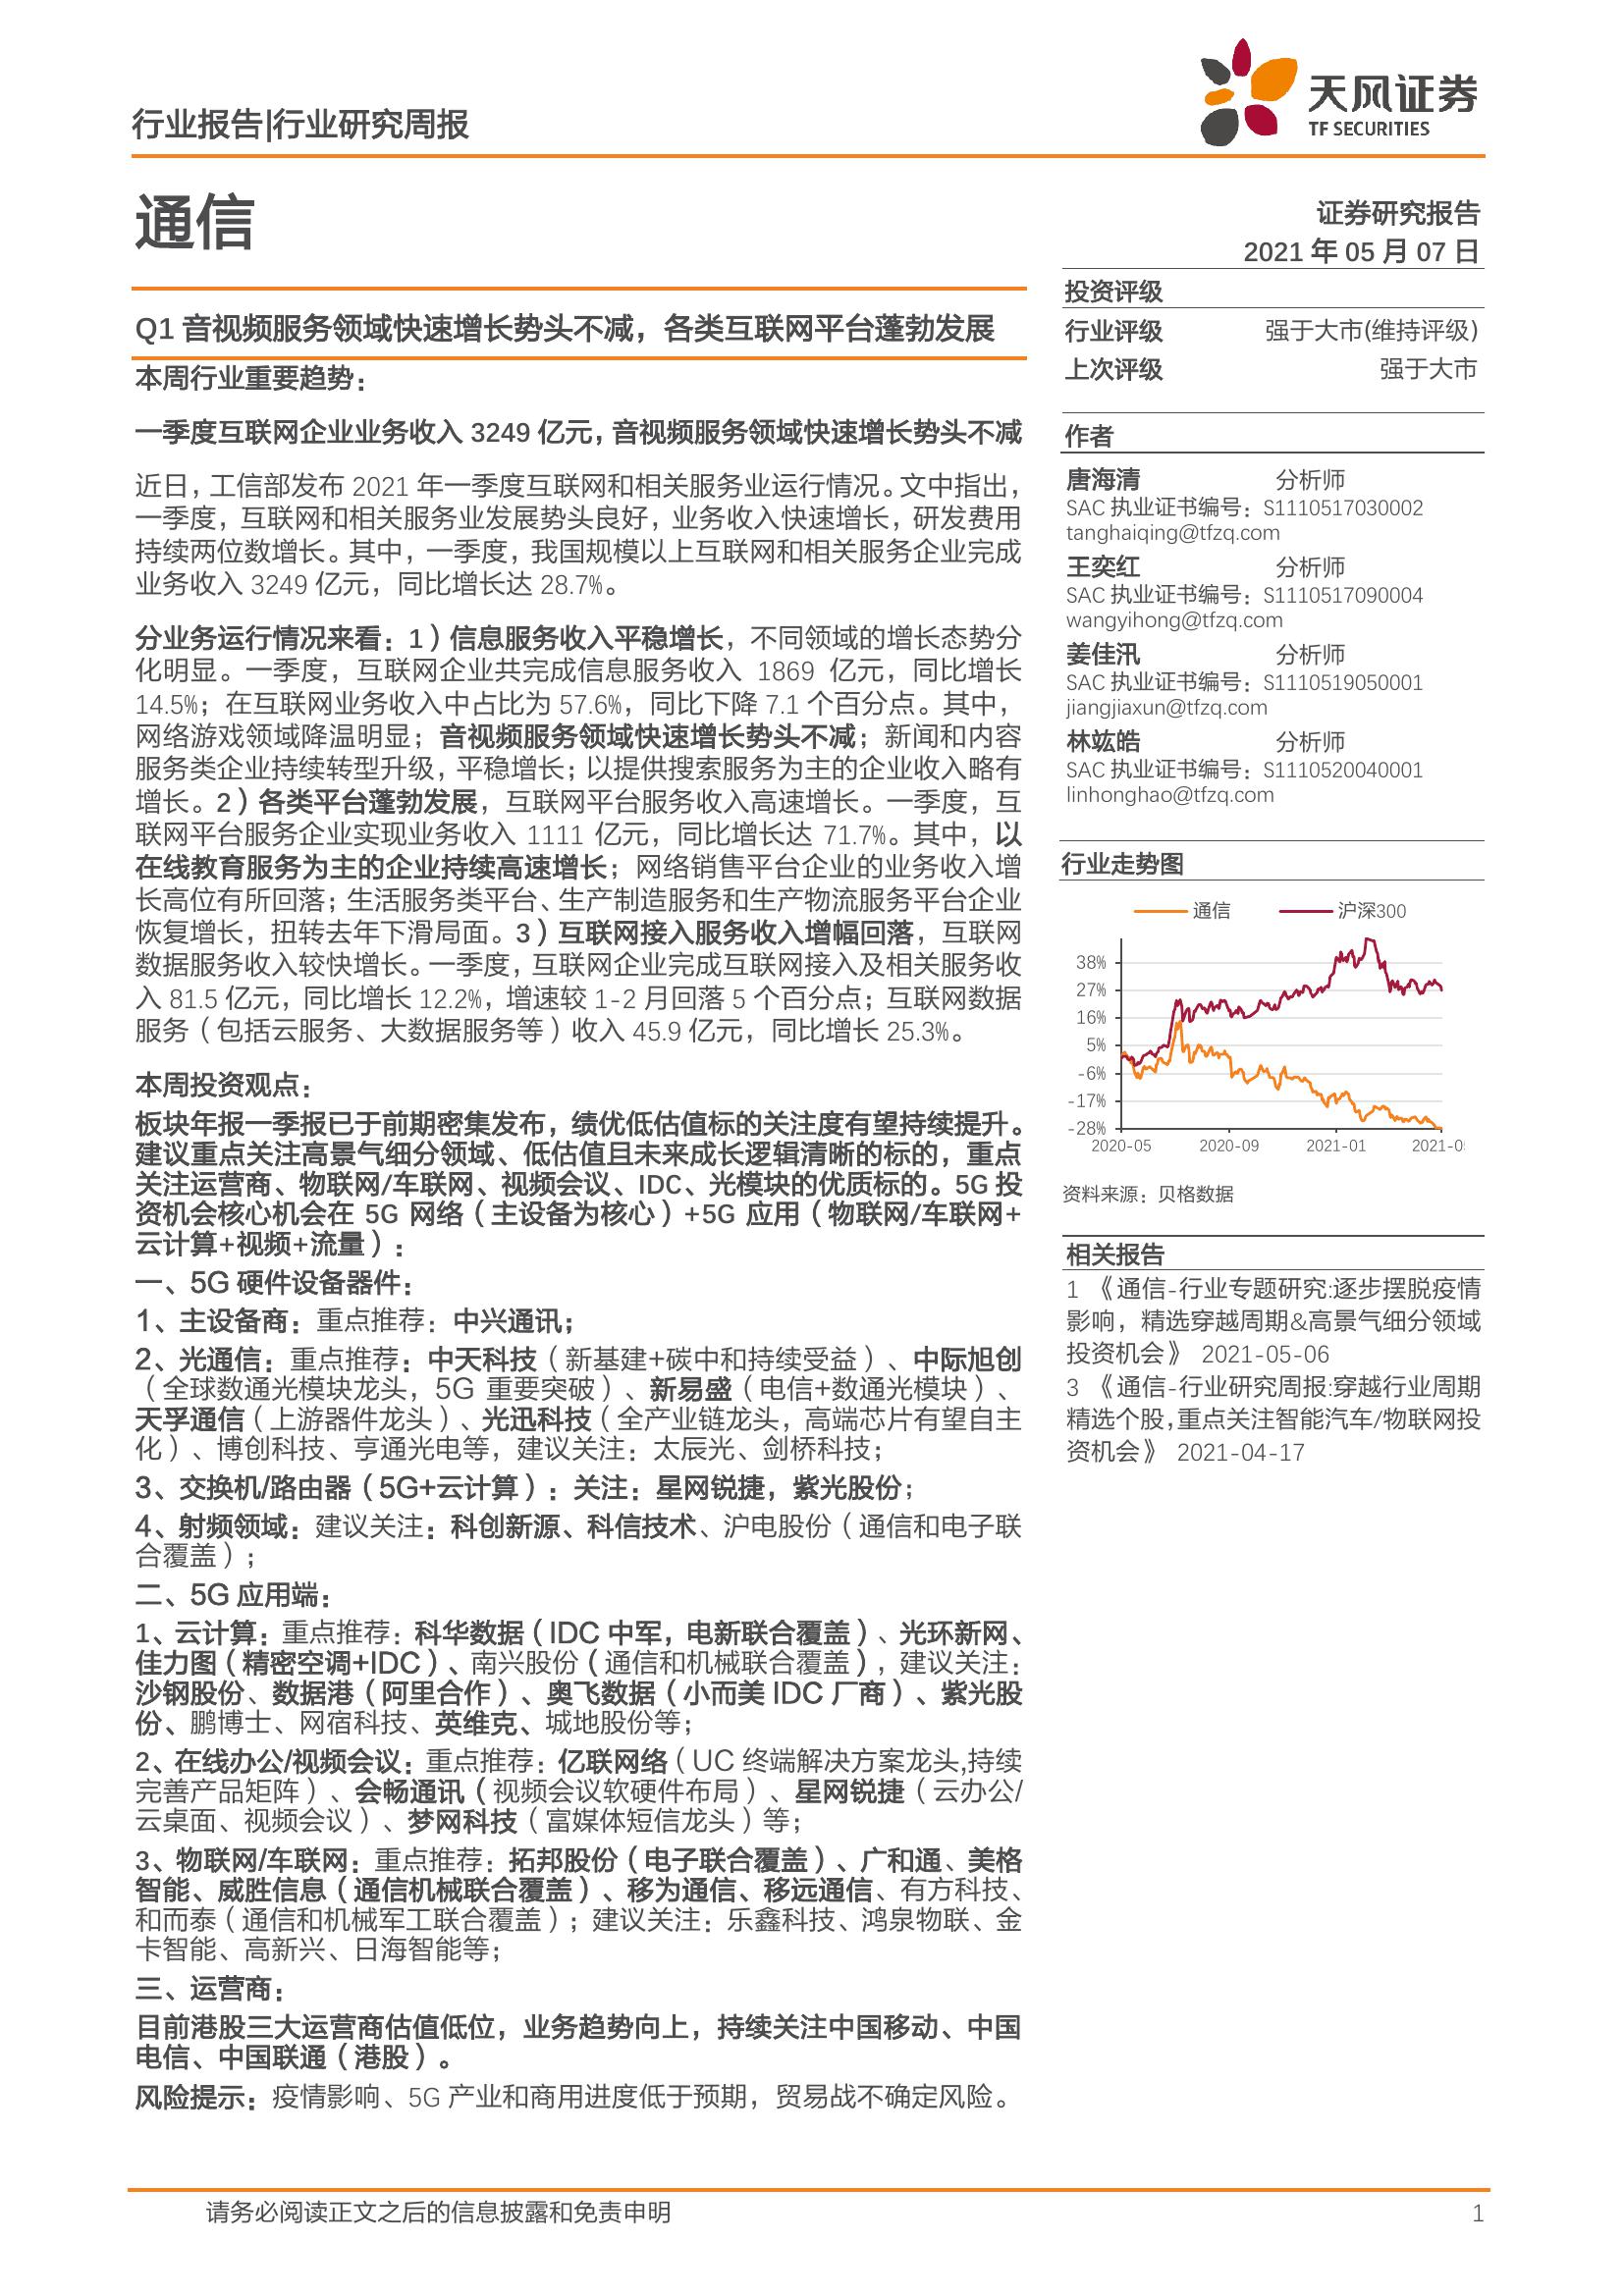 行业报告|行业研究周报
天风证券
TF SECURITIES
通信
证券研究报告
2021 年 05 月 07 日
Q1 音视频服务领域快速增长势头不减，各类互联网平台蓬勃发展
本周行业重要趋势：
一季度互联网企业业务收入 3249 亿元，音视频服务领域快速增长势头不减
近日，工信部发布 2021 年一季度互联网和相关服务业运行情况。文中指出，
一季度，互联网和相关服务业发展势头良好，业务收入快速增长，研发费用
持续两位数增长。其中，一季度，我国规模以上互联网和相关服务企业完成
业务收入 3249 亿元，同比增长达 28.7%。
分业务运行情况来看：1）信息服务收入平稳增长，不同领域的增长态势分
化明显。一季度，互联网企业共完成信息服务收入 1869 亿元，同比增长
14.5%；在互联网业务收入中占比为 57.6%，同比下降 7.1 个百分点。其中，
网络游戏领域降温明显；音视频服务领域快速增长势头不减；新闻和内容
服务类企业持续转型升级，平稳增长；以提供搜索服务为主的企业收入略有
增长。2）各类平台蓬勃发展，互联网平台服务收入高速增长。一季度，互
联网平台服务企业实现业务收入 1111 亿元，同比增长达 71.7%。其中，以
在线教育服务为主的企业持续高速增长；网络销售平台企业的业务收入增
长高位有所回落；生活服务类平台、生产制造服务和生产物流服务平台企业
恢复增长，扭转去年下滑局面。3）互联网接入服务收入增幅回落，互联网
数据服务收入较快增长。一季度，互联网企业完成互联网接入及相关服务收
入 81.5 亿元，同比增长 12.2%，增速较 1-2 月回落 5 个百分点；互联网数据
服务（包括云服务、大数据服务等）收入 45.9 亿元，同比增长 25.3%。
本周投资观点：
板块年报一季报已于前期密集发布，绩优低估值标的关注度有望持续提升。
建议重点关注高景气细分领域、低估值且未来成长逻辑清晰的标的，重点
关注运营商、物联网/车联网、视频会议、IDC、光模块的优质标的。5G 投
资机会核心机会在 5G 网络（主设备为核心）+5G 应用（物联网/车联网+
云计算+视频+流量）：
一、5G 硬件设备器件：
1、主设备商：重点推荐：中兴通讯；
2、光通信：重点推荐：中天科技（新基建+碳中和持续受益）、中际旭创
（全球数通光模块龙头，5G 重要突破）、新易盛（电信+数通光模块）、
天孚通信（上游器件龙头）、光迅科技（全产业链龙头，高端芯片有望自主
化）、博创科技、亨通光电等，建议关注：太辰光、剑桥科技；
3、交换机/路由器（5G+云计算）：关注：星网锐捷，紫光股份；
4、射频领域：建议关注：科创新源、科信技术、沪电股份（通信和电子联
合覆盖）；
二、5G 应用端：
1、云计算：重点推荐：科华数据（IDC 中军，电新联合覆盖）、光环新网、
佳力图（精密空调+IDC）、南兴股份（通信和机械联合覆盖），建议关注：
沙钢股份、数据港（阿里合作）、奥飞数据（小而美 IDC 厂商）、紫光股
份、鹏博士、网宿科技、英维克、城地股份等；
2、在线办公/视频会议：重点推荐：亿联网络（UC 终端解决方案龙头,持续
完善产品矩阵）、会畅通讯（视频会议软硬件布局）、星网锐捷（云办公/
云桌面、视频会议）、梦网科技（富媒体短信龙头）等；
3、物联网/车联网：重点推荐：拓邦股份（电子联合覆盖）、广和通、美格
智能、威胜信息（通信机械联合覆盖）、移为通信、移远通信、有方科技、
和而泰（通信和机械军工联合覆盖）；建议关注：乐鑫科技、鸿泉物联、金
卡智能、高新兴、日海智能等；
三、运营商：
目前港股三大运营商估值低位，业务趋势向上，持续关注中国移动、中国
电信、中国联通（港股）。
风险提示：疫情影响、5G 产业和商用进度低于预期，贸易战不确定风险。
投资评级
行业评级 强于大市(维持评级)
上次评级 强于大市
作者
唐海清 分析师
SAC 执业证书编号：S1110517030002
tanghaiqing@tfzq.com
王奕红 分析师
SAC 执业证书编号：S1110517090004
wangyihong@tfzq.com
姜佳汛 分析师
SAC 执业证书编号：S1110519050001
jiangjiaxun@tfzq.com
林竑皓 分析师
SAC 执业证书编号：S1110520040001
linhonghao@tfzq.com
行业走势图
通信 沪深300
38%
27%
16%
5%
-6%
-17%
-28%
2020-05 2020-09 2021-01 2021-0
资料来源：贝格数据
相关报告
1 《通信-行业专题研究:逐步摆脱疫情
影响，精选穿越周期&高景气细分领域
投资机会》 2021-05-06
3 《通信-行业研究周报:穿越行业周期
精选个股，重点关注智能汽车/物联网投
资机会》 2021-04-17
请务必阅读正文之后的信息披露和免责申明 1